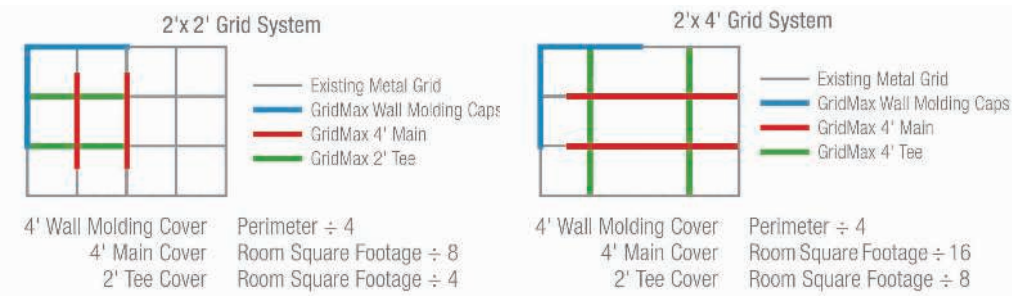 2'x 2' Grid System
Existing Metal Grid
GridMax Wall Molding Caps
GridMax 4' Main
GridMax 2' Tee
4' Wall Molding Cover Perimeter ÷ 4
4' Main Cover Room Square Footage ÷ 8
2' Tee Cover Room Square Footage ÷ 4
2'x 4' Grid System
Existing Metal Grid
GridMax Wall Molding Caps
GridMax 4' Main
GridMax 4' Tee
4' Wall Molding Cover Perimeter ÷ 4
4' Main Cover Room Square Footage ÷ 16
2' Tee Cover Room Square Footage ÷ 8